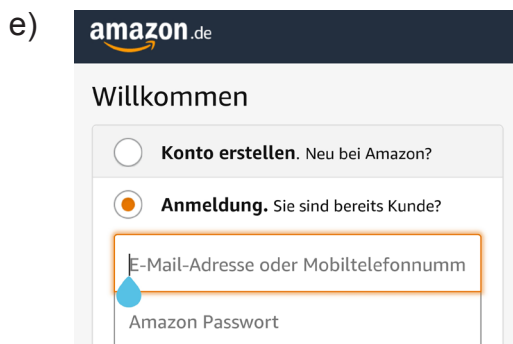 e)
amazon.de
Willkommen
Konto erstellen. Neu bei Amazon?
Anmeldung. Sie sind bereits Kunde?
E-Mail-Adresse oder Mobiltelefonnumm
Amazon Passwort